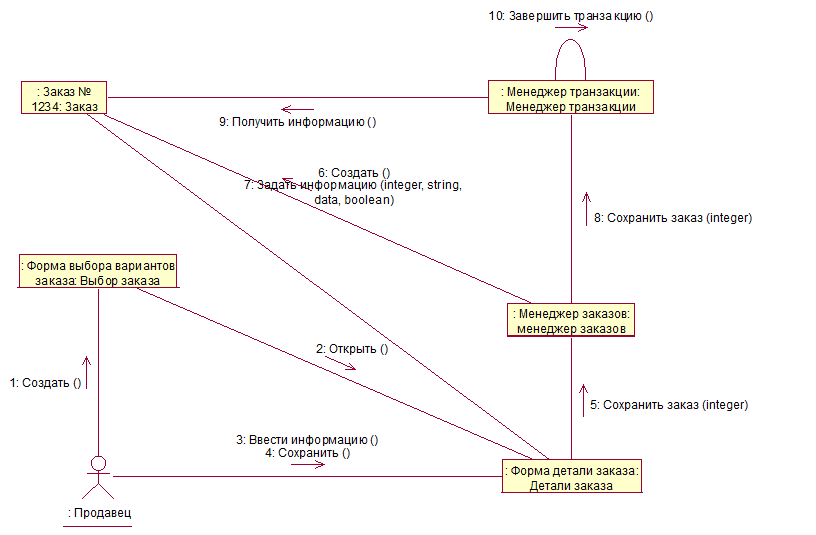 10: Завершить транзакцию ()
: Заказ №
1234: Заказ
: Менеджер транзакции:
Менеджер транзакции
9: Получить информацию ()
6: Создать ()
7: Задать информацию (integer, string,
data, boolean)
8: Сохранить заказ (integer)
: Форма выбора вариантов
заказа: Выбор заказа
: Менеджер заказов:
менеджер заказов
2: Открыть ()
1: Создать ()
5: Сохранить заказ (integer)
3: Ввести информацию ()
4: Сохранить ()
: Форма детали заказа:
Детали заказа
: Продавец